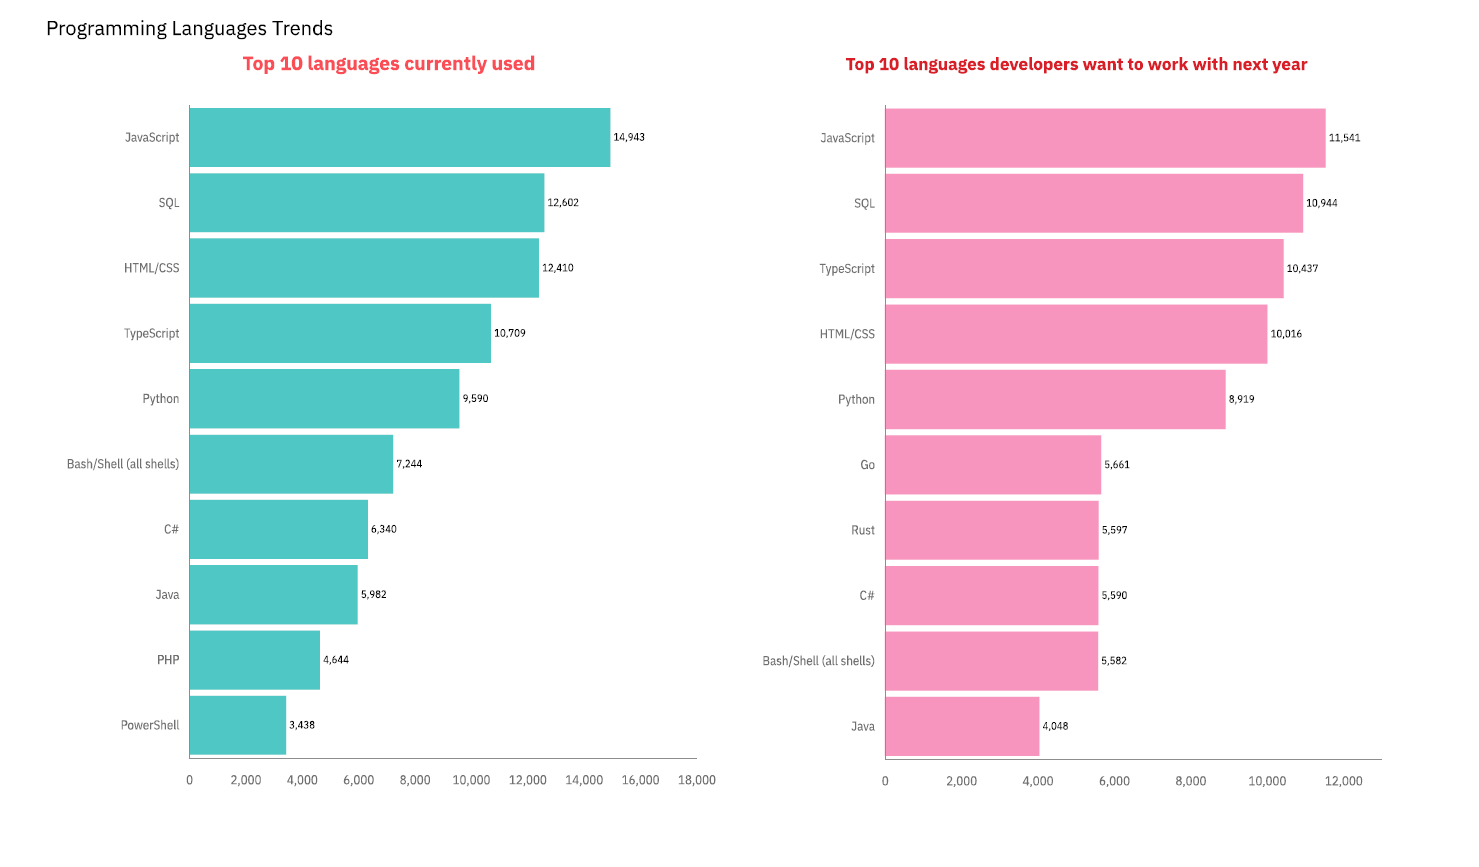 Programming Languages Trends
Top 10 languages currently used
JavaScript 14,943
SQL 12,602
HTML/CSS 12,410
TypeScript 10,709
Python 9,590
Bash/Shell (all shells) 7,244
C# 6,340
Java 5,982
PHP 4,644
PowerShell 3,438
0 2,000 4,000 6,000 8,000 10,000 12,000 14,000 16,000 18,000
Top 10 languages developers want to work with next year
JavaScript 11,541
SQL 10,944
TypeScript 10,437
HTML/CSS 10,016
Python 8,919
Go 5,661
Rust 5,597
C# 5,590
Bash/Shell (all shells) 5,582
Java 4,048
0 2,000 4,000 6,000 8,000 10,000 12,000